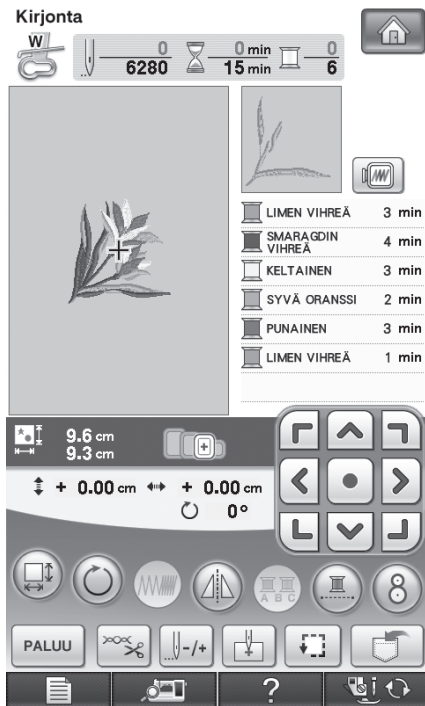 Kirjonta
W
0
6280
0 min
15 min
0
6
LIMEN VIHREÄ 3 min
SMARAGDIN
VIHREÄ 4 min
KELTAINEN 3 min
SYVÄ ORANSSI 2 min
PUNAINEN 3 min
LIMEN VIHREÄ 1 min
9.6 cm
9.3 cm
+ 0.00 cm + 0.00 cm
0°
A B C
8
PALUU
-/+
?